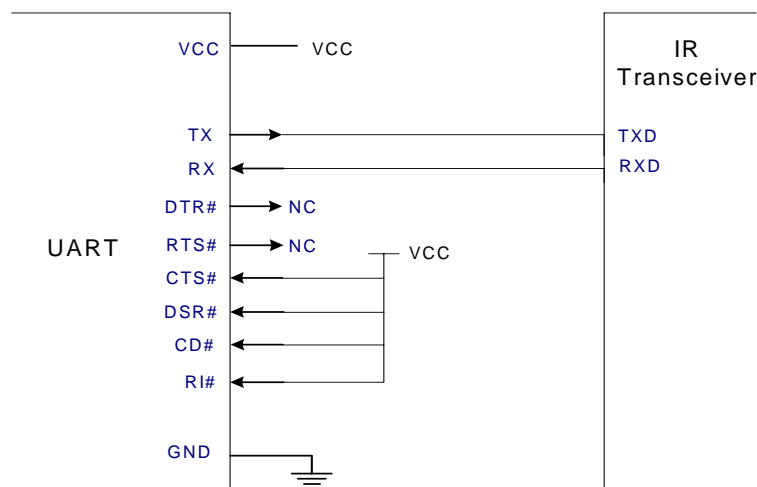 VCC
VCC
IR
Transceiver
TX
TXD
RX
RXD
DTR#
NC
UART
RTS#
NC
VCC
CTS#
DSR#
CD#
RI#
GND